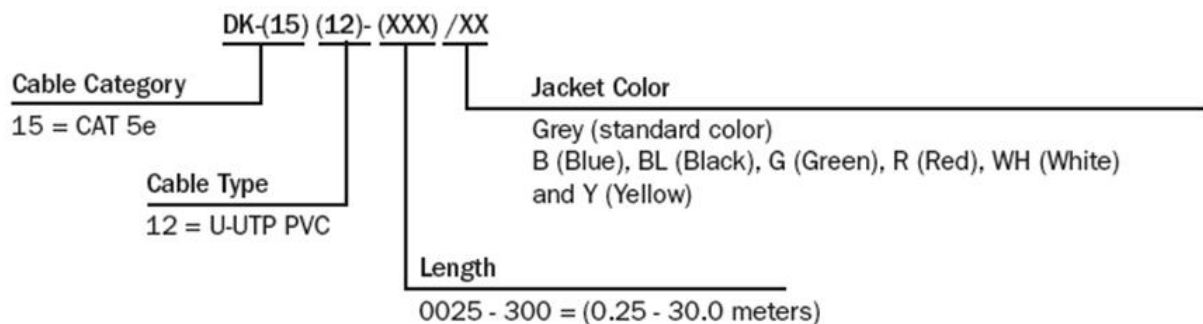 DK-(15) (12)- (XXX) /XX
Cable Category
15 = CAT 5e
Jacket Color
Grey (standard color)
B (Blue), BL (Black), G (Green), R (Red), WH (White)
and Y (Yellow)
Cable Type
12 = U-UTP PVC
Length
0025 - 300 = (0.25 - 30.0 meters)